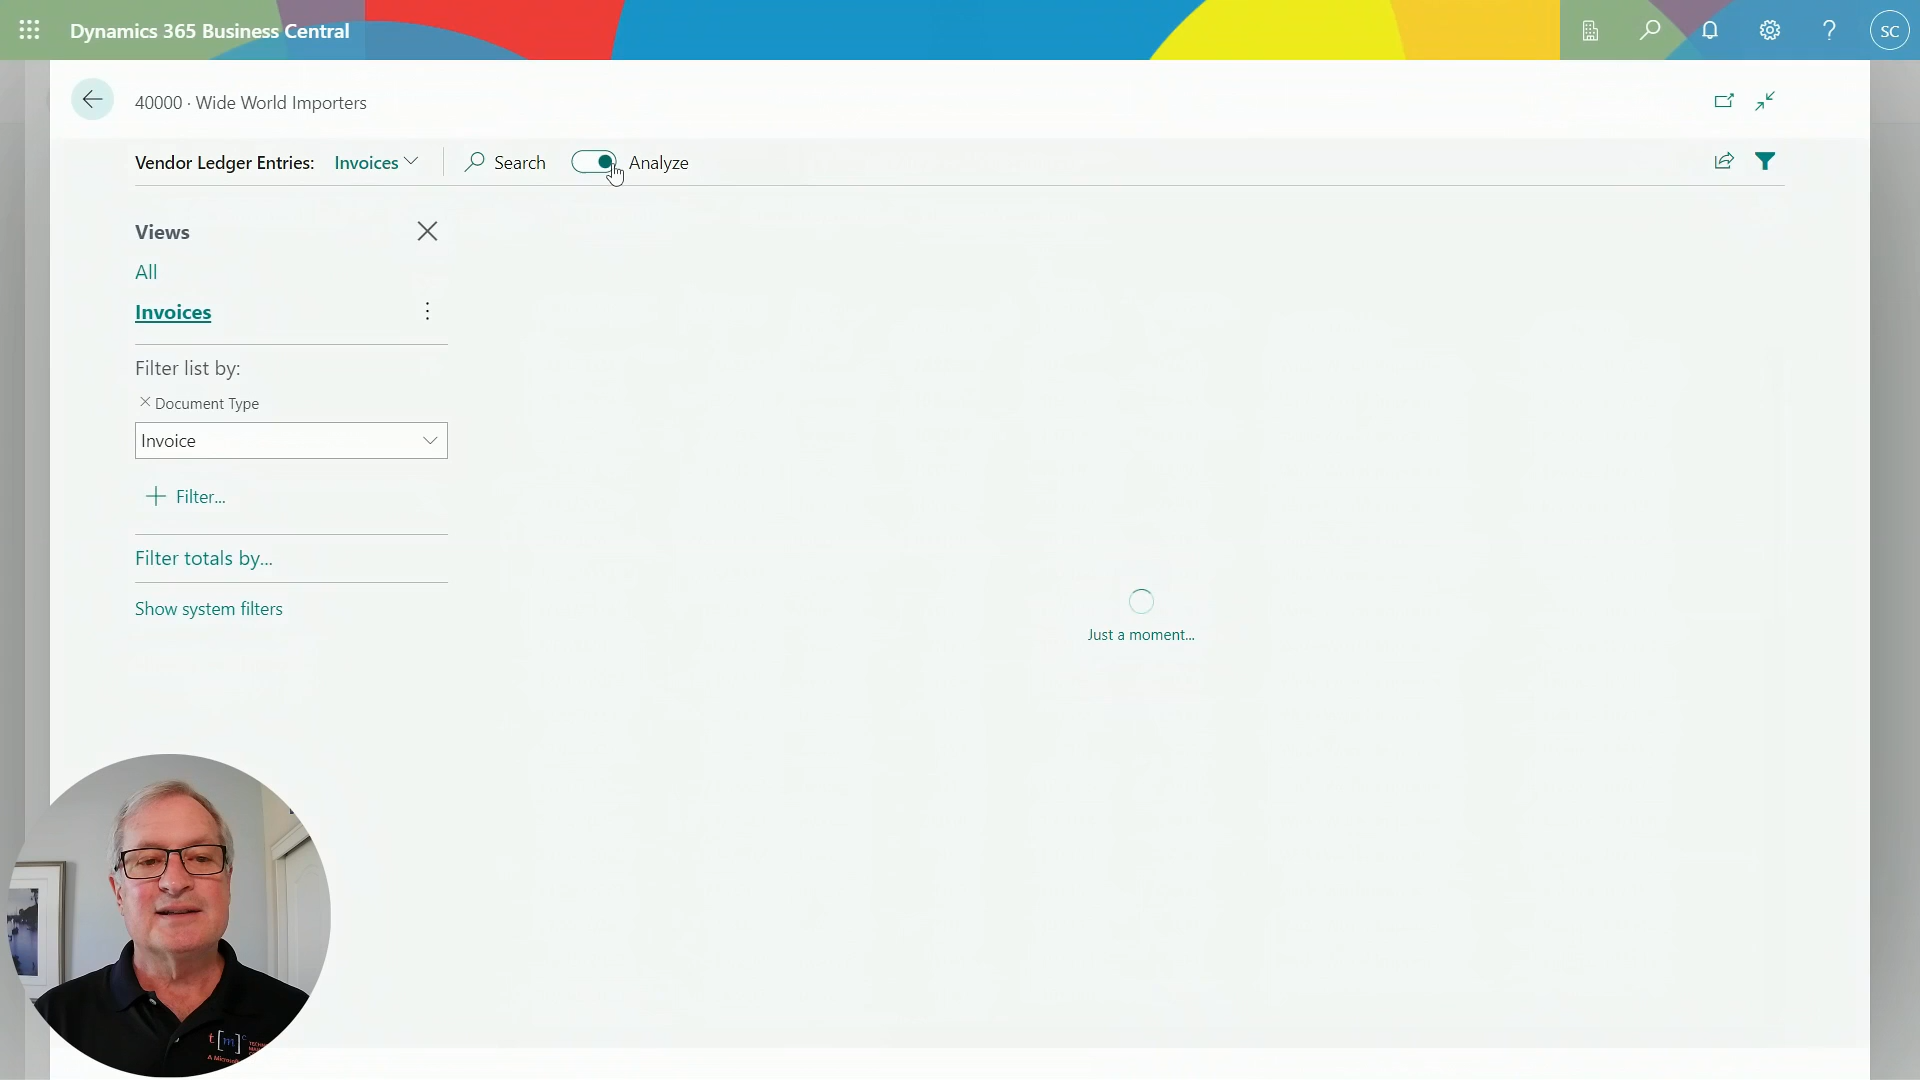 Dynamics 365 Business Central
SC
40000 · Wide World Importers
Vendor Ledger Entries: Invoices
Search
Analyze
Views
All
Invoices
Filter list by:
Document Type
Invoice
Filter...
Filter totals by...
Show system filters
Just a moment...
t[m]c